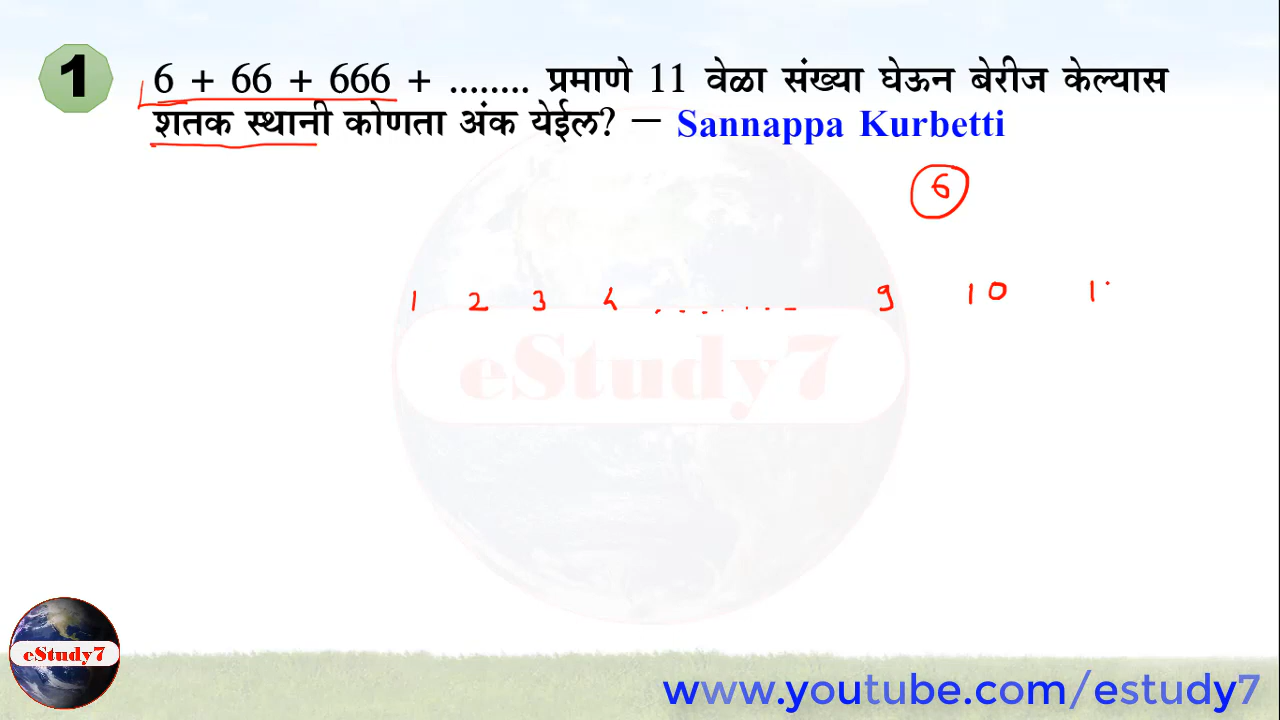 1 6 + 66 + 666 + ........ प्रमाणे 11 वेळा संख्या घेऊन बेरीज केल्यास
शतक स्थानी कोणता अंक येईल? – Sannappa Kurbetti
6
1 2 3 4 ........ 9 10 1
eStudy7
eStudy7
www.youtube.com/estudy7